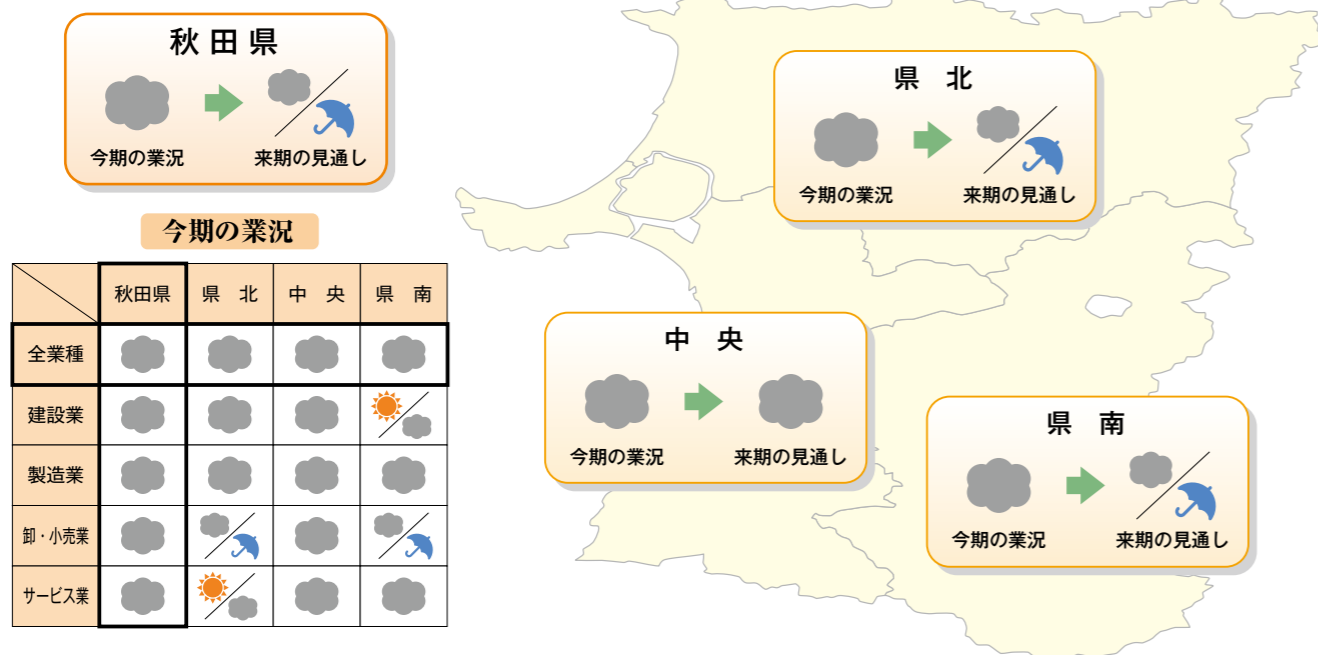 秋田県
今期の業況
来期の見通し
県 北
今期の業況
来期の見通し
中 央
今期の業況
来期の見通し
県 南
今期の業況
来期の見通し
今期の業況
秋田県 県 北 中 央 県 南
全業種
建設業
製造業
卸・小売業
サービス業